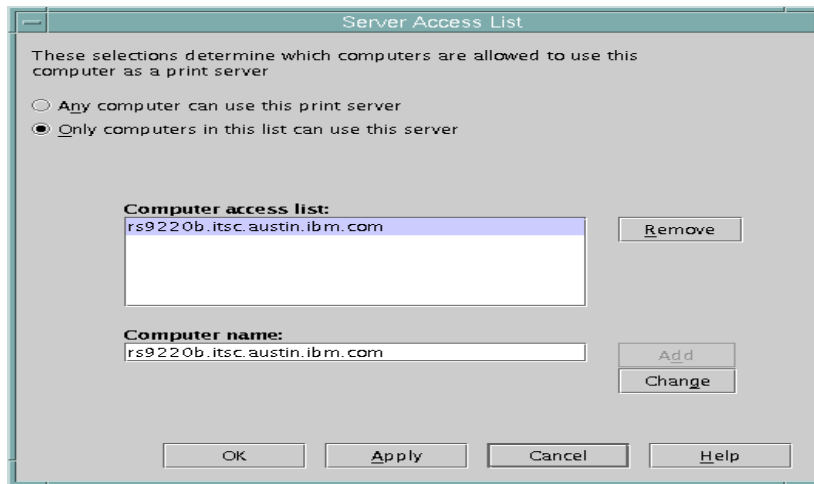 Server Access List
These selections determine which computers are allowed to use this
computer as a print server
Any computer can use this print server
Only computers in this list can use this server
Computer access list:
rs9220b.itsc.austin.ibm.com
Remove
Computer name:
rs9220b.itsc.austin.ibm.com
Add
Change
OK
Apply
Cancel
Help